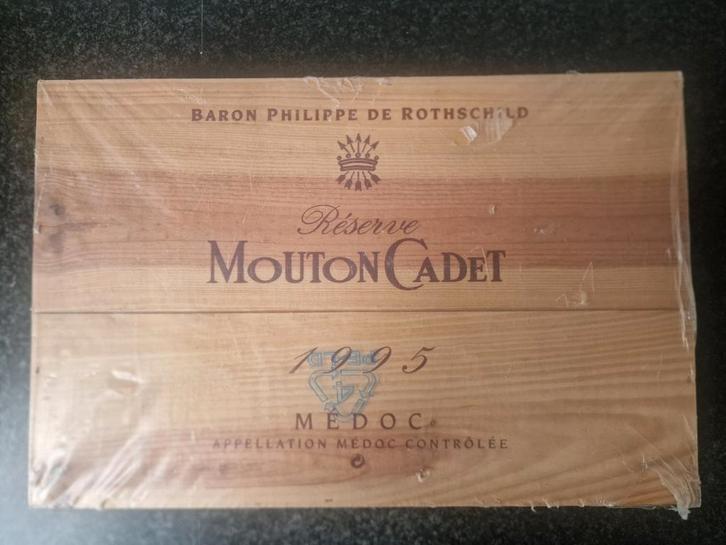 BARON PHILIPPE DE ROTHSCHILD
Réserve
MOUTON CADET
1995
MÉDOC
APPELLATION MÉDOC CONTRÔLÉE